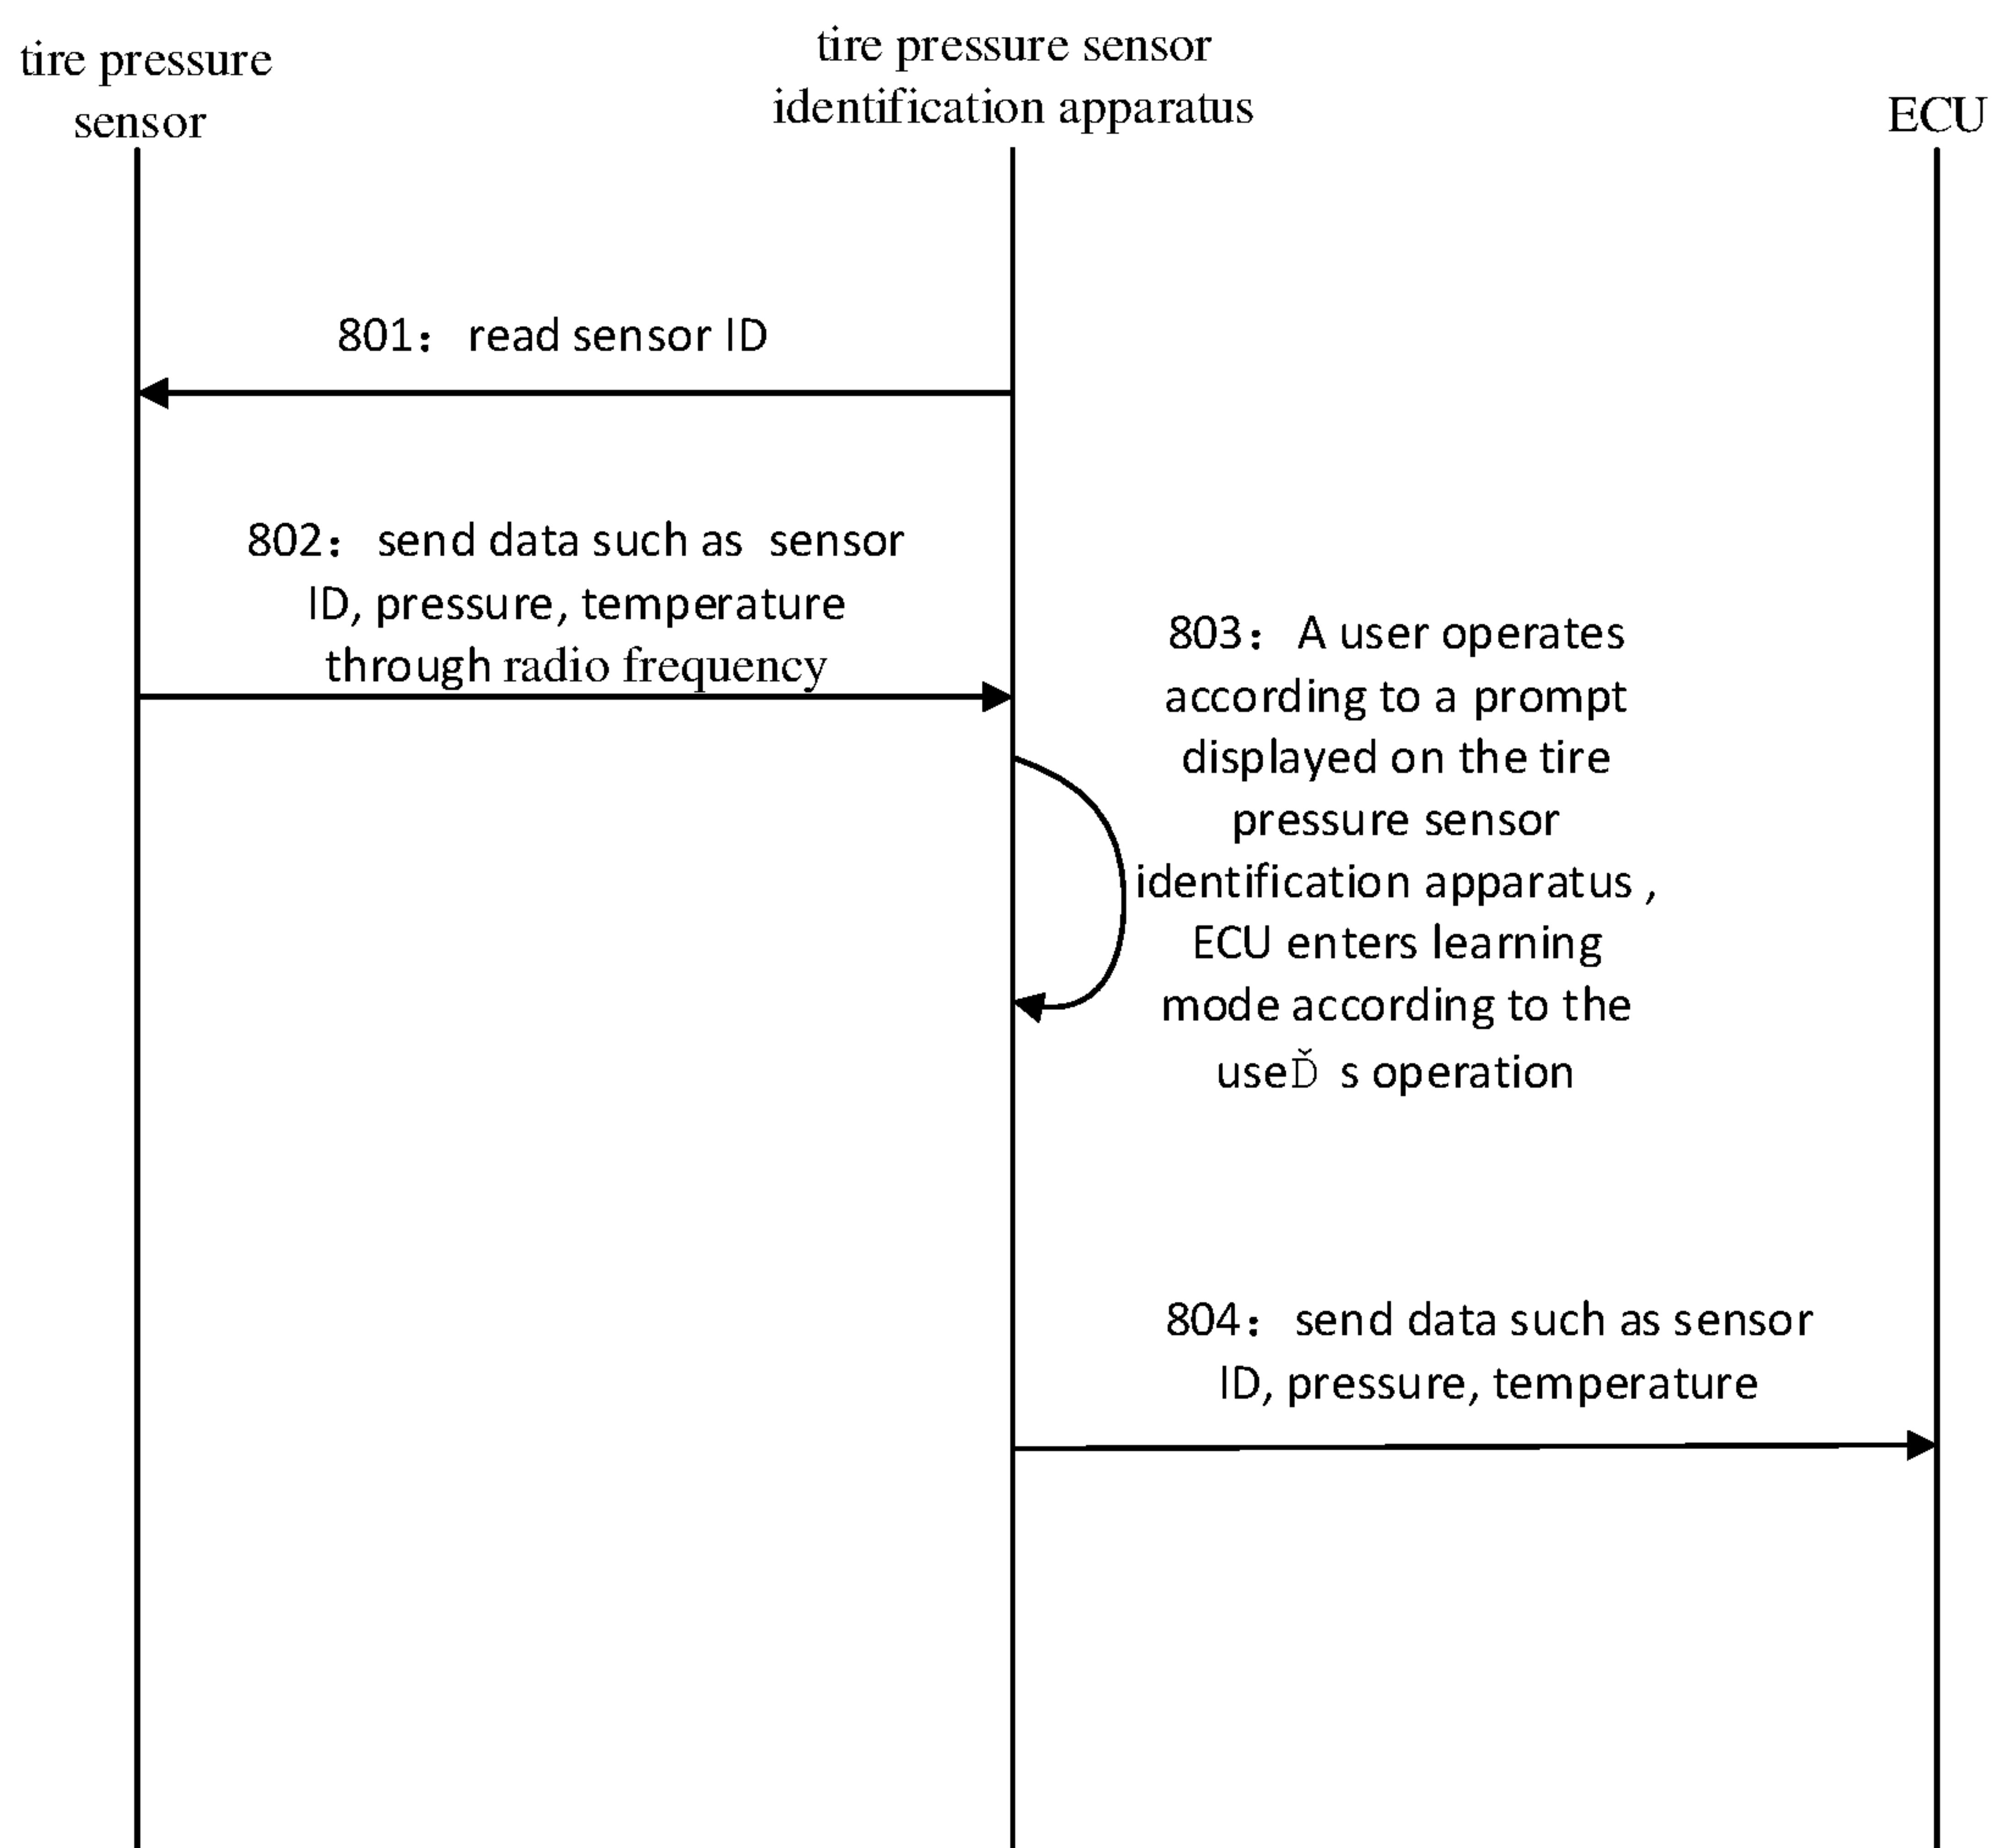 tire pressure
sensor
tire pressure sensor
identification apparatus
ECU
801: read sensor ID
802: send data such as sensor
ID, pressure, temperature
through radio frequency
803: A user operates
according to a prompt
displayed on the tire
pressure sensor
identification apparatus ,
ECU enters learning
mode according to the
useĎ s operation
804: send data such as sensor
ID, pressure, temperature